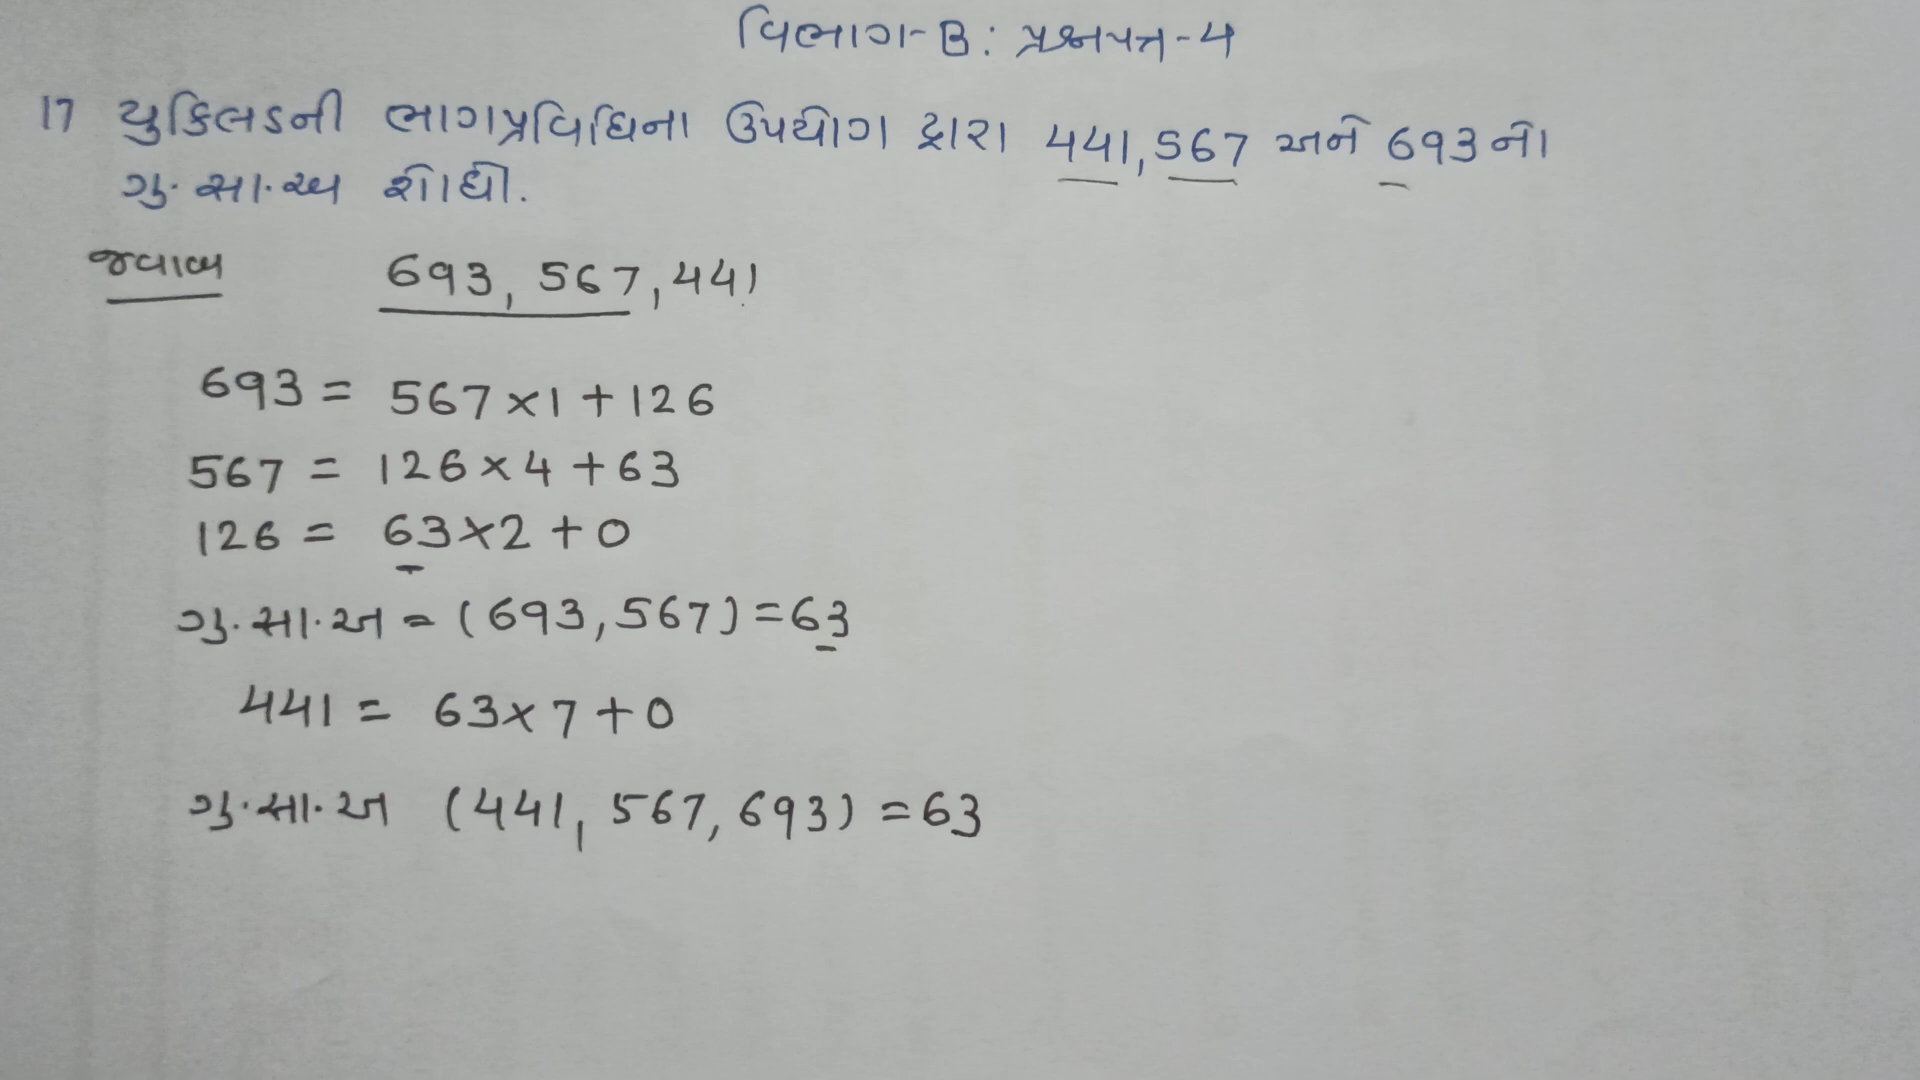 વિભાગ-B: પ્રશ્નપત્ર-4
17 યુકિલડની ભાગપ્રવિધિના ઉપયોગ દ્વારા 441, 567 અને 693નો
ગુ.સા.અ શોધો.
જવાબ 693, 567, 441
693 = 567×1+126
567 = 126×4+63
126 = 63×2+0
ગુ.સા.અ = (693, 567) = 63
441 = 63×7+0
ગુ.સા.અ (441, 567, 693) = 63